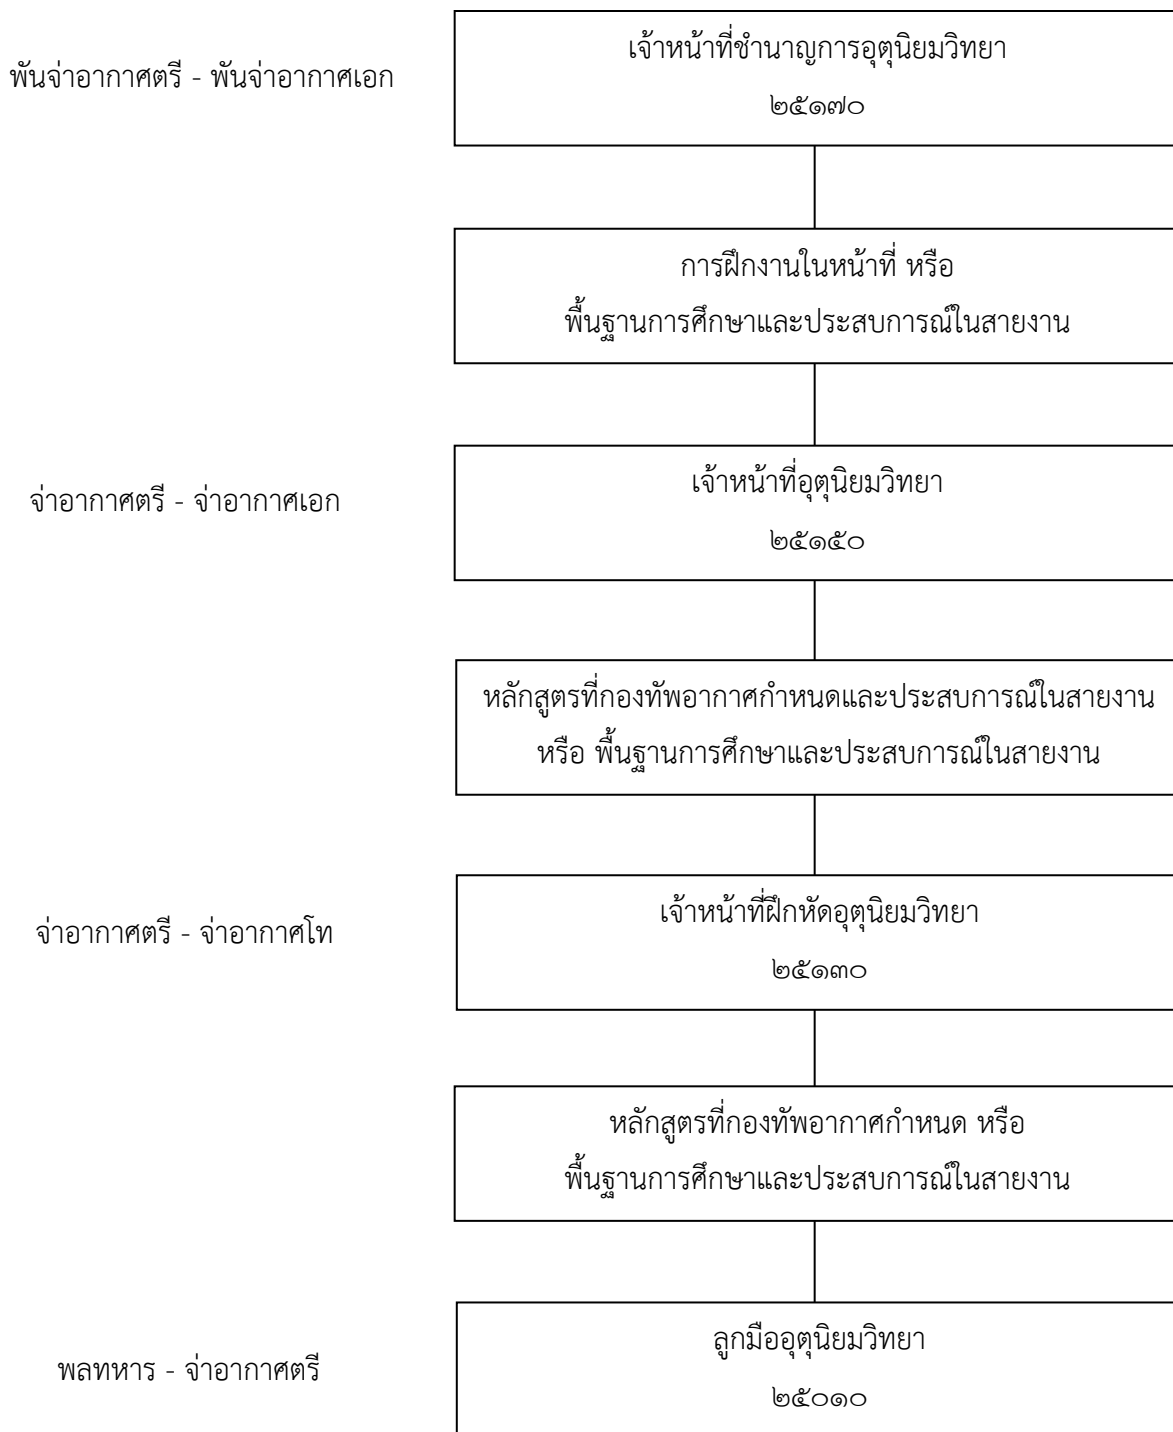 เจ้าหน้าที่ชำนาญการอุตุนิยมวิทยา
พันจ่าอากาศตรี - พันจ่าอากาศเอก
๒๕๑๗๐
การฝึกงานในหน้าที่ หรือ
พื้นฐานการศึกษาและประสบการณ์ในสายงาน
เจ้าหน้าที่อุตุนิยมวิทยา
จ่าอากาศตรี - จ่าอากาศเอก
๒๕๑๕๐
หลักสูตรที่กองทัพอากาศกำหนดและประสบการณ์ในสายงาน
หรือ พื้นฐานการศึกษาและประสบการณ์ในสายงาน
เจ้าหน้าที่ฝึกหัดอุตุนิยมวิทยา
จ่าอากาศตรี - จ่าอากาศโท
๒๕๑๓๐
หลักสูตรที่กองทัพอากาศกำหนด หรือ
พื้นฐานการศึกษาและประสบการณ์ในสายงาน
ลูกมืออุตุนิยมวิทยา
พลทหาร - จ่าอากาศตรี
๒๕๐๑๐